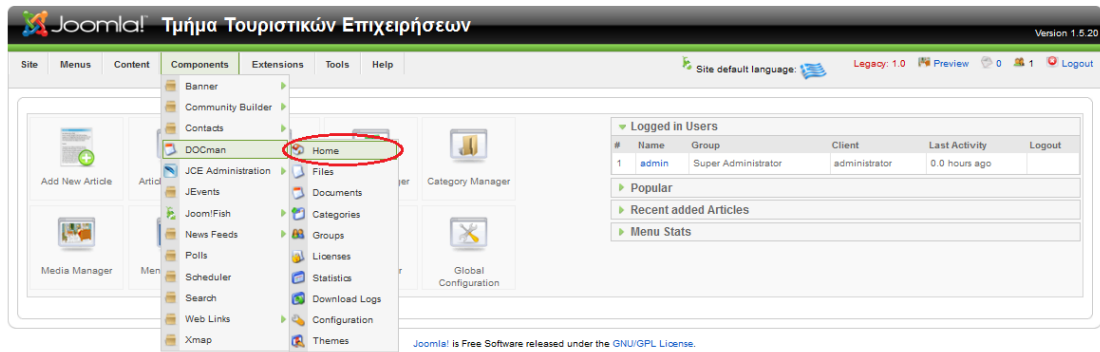 Joomla! Τμήμα Τουριστικών Επιχειρήσεων
Version 1.5.20
Site Menus Content Components Extensions Tools Help
Site default language: Legacy: 1.0 Preview 0 1 Logout
Banner
Community Builder
Contacts
DOCman
JCE Administration
JEvents
Joom!Fish
News Feeds
Polls
Scheduler
Search
Web Links
Xmap
Home
Files
Documents
Categories
Groups
Licenses
Statistics
Download Logs
Configuration
Themes
Add New Article
Category Manager
Media Manager
Global
Configuration
Logged in Users
# Name Group Client Last Activity Logout
1 admin Super Administrator administrator 0.0 hours ago
Popular
Recent added Articles
Menu Stats
Joomla! is Free Software released under the GNU/GPL License.